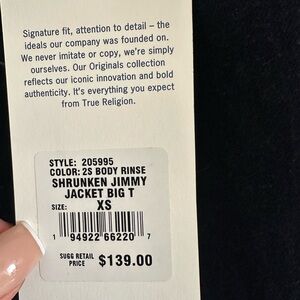 Signature fit, attention to detail – the
ideals our company was founded on.
We never imitate or copy, we're simply
ourselves. Our Originals collection
reflects our iconic innovation and bold
authenticity. It's everything you expect
from True Religion.
STYLE: 205995
COLOR: 2S BODY RINSE
SHRUNKEN JIMMY
JACKET BIG T
SIZE: XS
1 94922 66220 7
SUGG RETAIL
PRICE $139.00